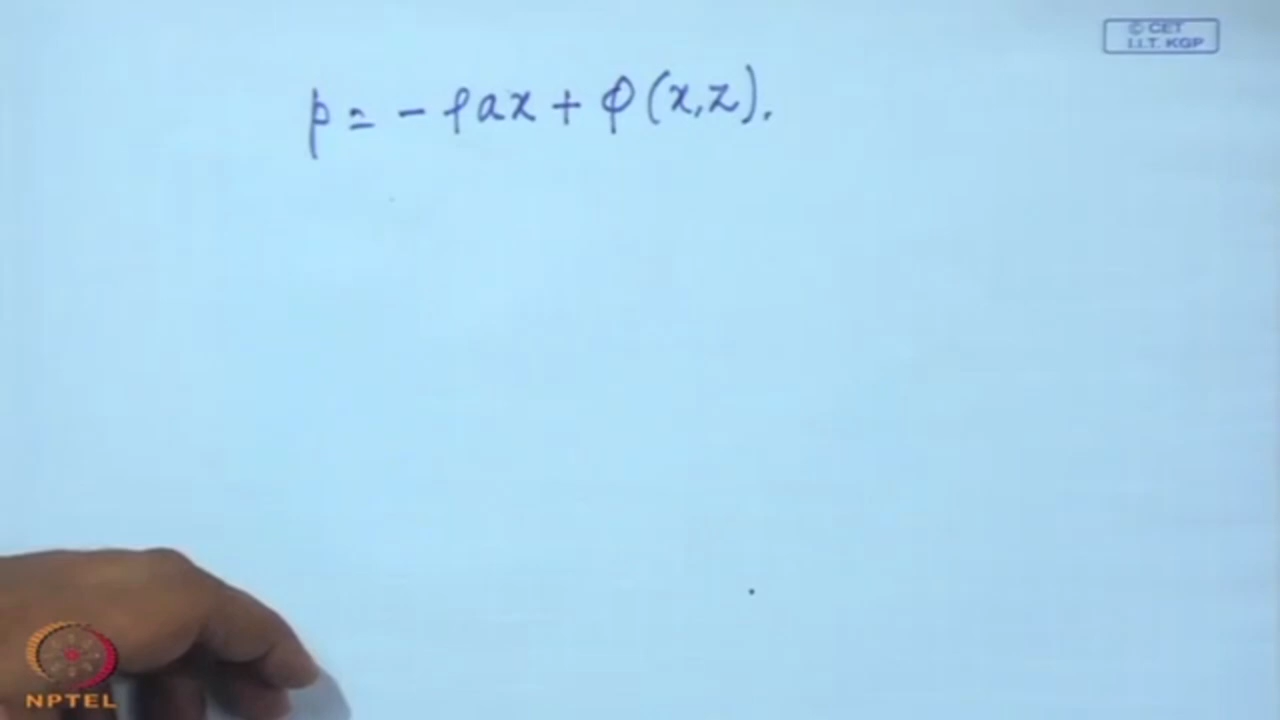 © CET
I.I.T. KGP
p = - ρax + φ(x,z).
NPTEL